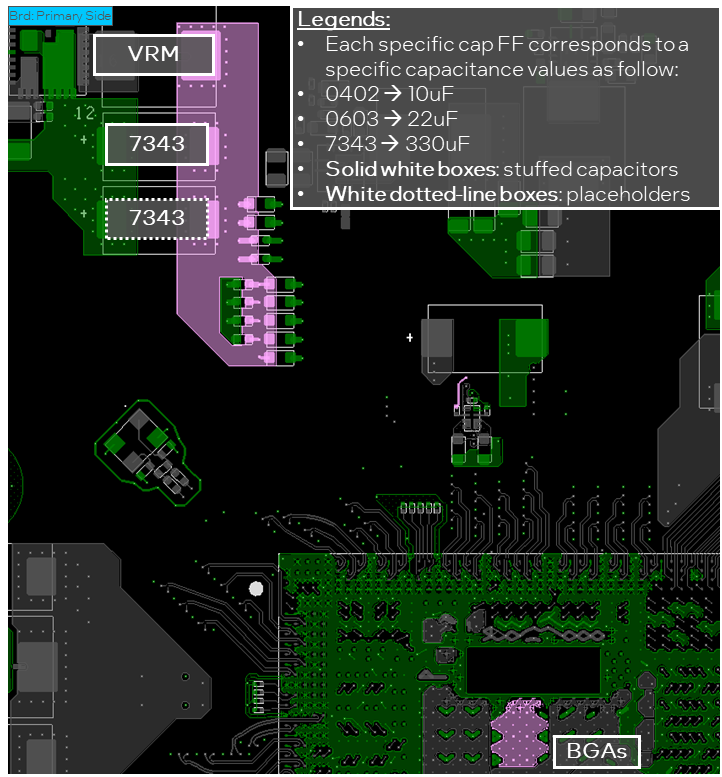 Brd: Primary Side
VRM
Legends:
• Each specific cap FF corresponds to a
specific capacitance values as follow:
• 0402 → 10uF
• 0603 → 22uF
• 7343 → 330uF
• Solid white boxes: stuffed capacitors
• White dotted-line boxes: placeholders
12
+
7343
+
7343
+
BGAs